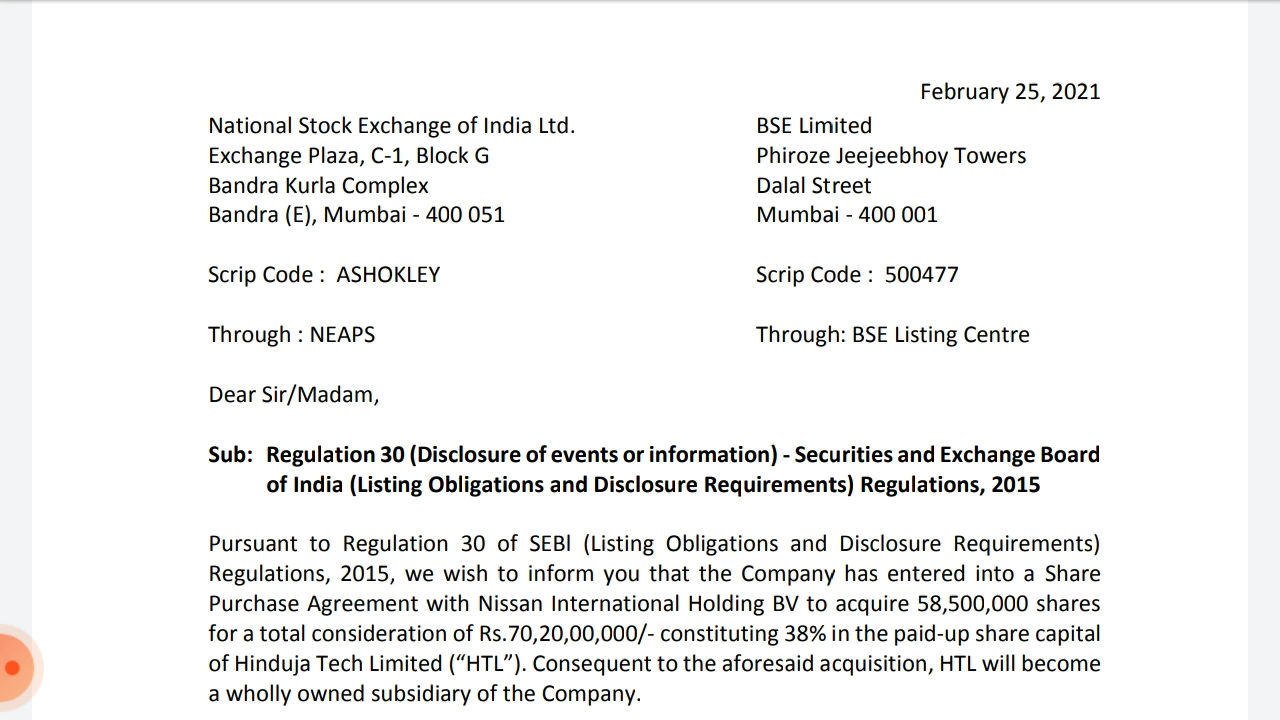 February 25, 2021
National Stock Exchange of India Ltd.
Exchange Plaza, C-1, Block G
Bandra Kurla Complex
Bandra (E), Mumbai - 400 051
BSE Limited
Phiroze Jeejeebhoy Towers
Dalal Street
Mumbai - 400 001
Scrip Code : ASHOKLEY
Scrip Code : 500477
Through : NEAPS
Through: BSE Listing Centre
Dear Sir/Madam,
Sub: Regulation 30 (Disclosure of events or information) - Securities and Exchange Board
of India (Listing Obligations and Disclosure Requirements) Regulations, 2015
Pursuant to Regulation 30 of SEBl (Listing Obligations and Disclosure Requirements)
Regulations, 2015, we wish to inform you that the Company has entered into a Share
Purchase Agreement with Nissan International Holding BV to acquire 58,500,000 shares
for a total consideration of Rs.70,20,00,000/- constituting 38% in the paid-up share capital
of Hinduja Tech Limited (“HTL”). Consequent to the aforesaid acquisition, HTL will become
a wholly owned subsidiary of the Company.